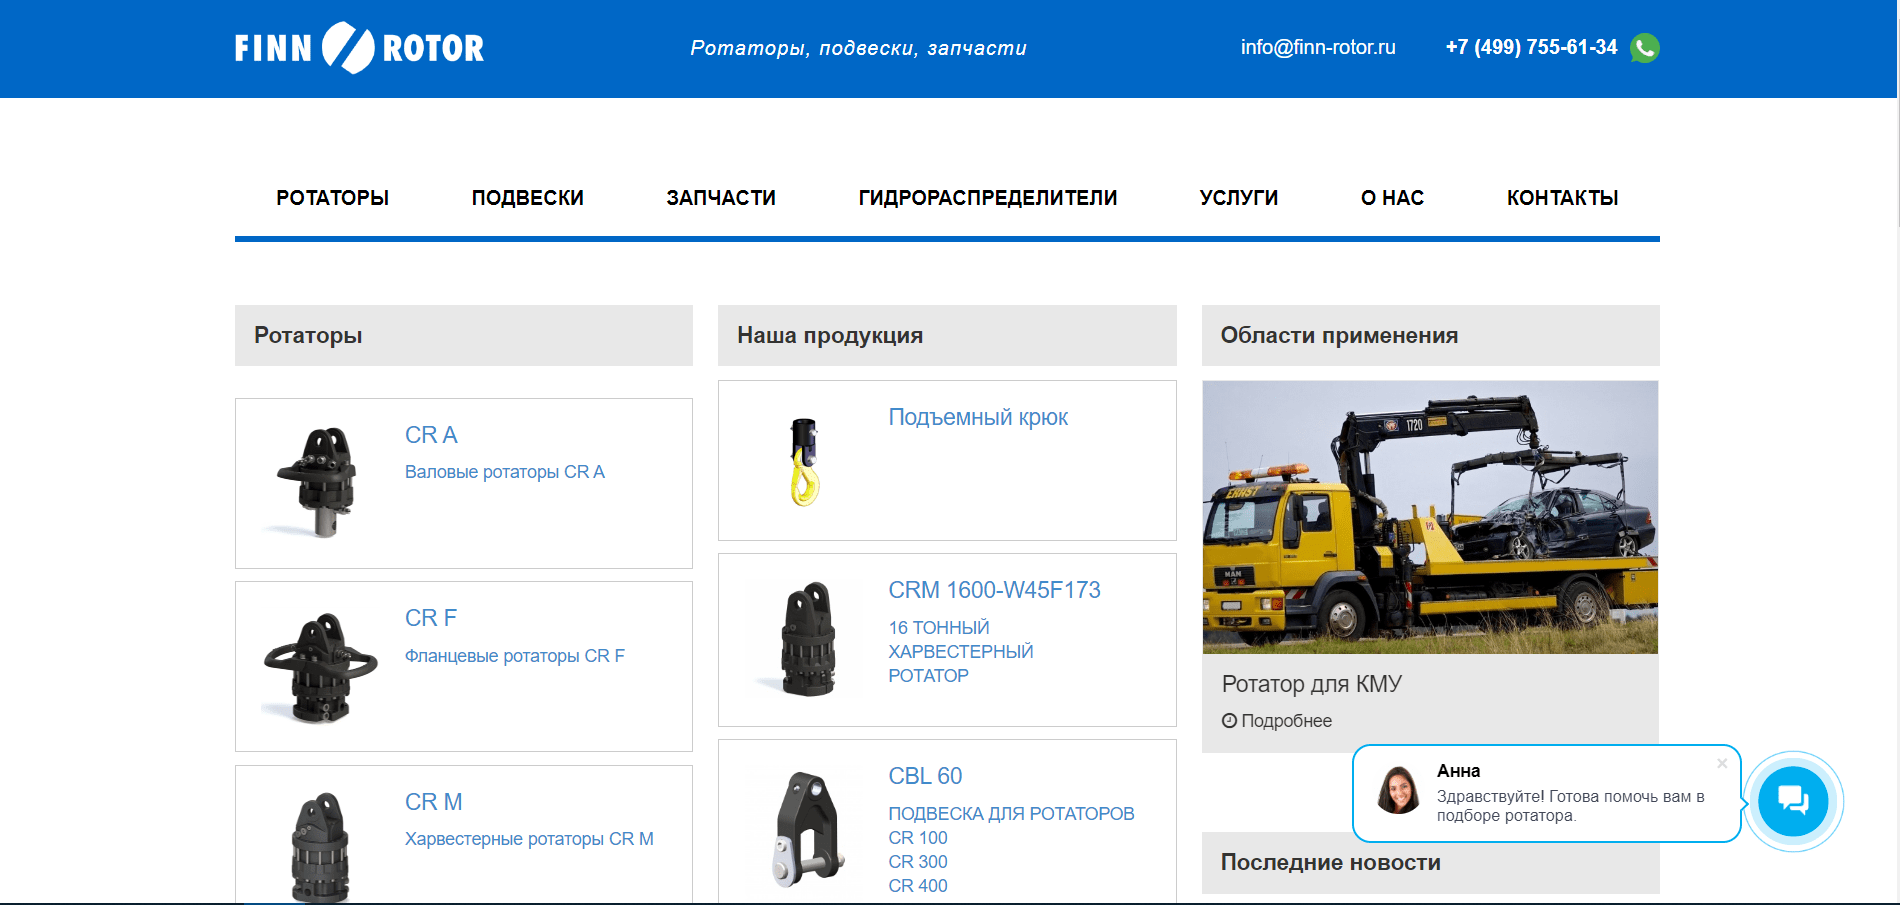 FINN ROTOR
Ротаторы, подвески, запчасти
info@finn-rotor.ru
+7 (499) 755-61-34
РОТАТОРЫ
ПОДВЕСКИ
ЗАПЧАСТИ
ГИДРОРАСПРЕДЕЛИТЕЛИ
УСЛУГИ
О НАС
КОНТАКТЫ
Ротаторы
CR A
Валовые ротаторы CR A
CR F
Фланцевые ротаторы CR F
CR M
Харвестерные ротаторы CR M
Наша продукция
Подъемный крюк
CRM 1600-W45F173
16 ТОННЫЙ
ХАРВЕСТЕРНЫЙ
РОТАТОР
CBL 60
ПОДВЕСКА ДЛЯ РОТАТОРОВ
CR 100
CR 300
CR 400
Области применения
1720
ERNST
MAN
Ротатор для КМУ
Подробнее
Анна
Здравствуйте! Готова помочь вам в
подборе ротатора.
Последние новости